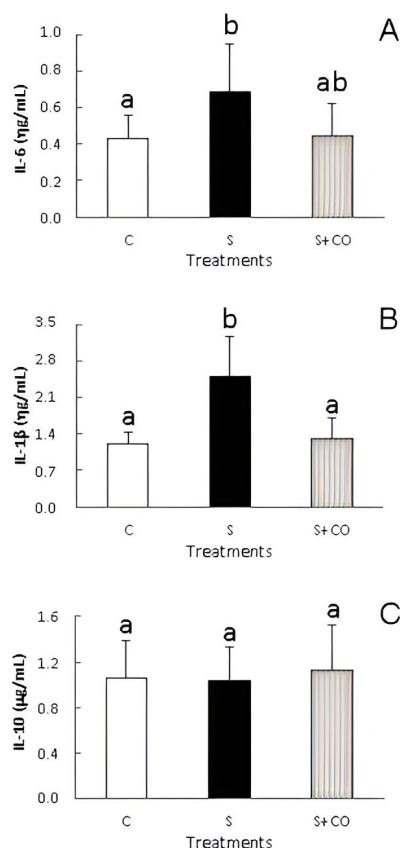 A
IL-6 (ηg/mL)
1.0
0.8
0.6
0.4
0.2
0.0
a
b
ab
C S S+CO
Treatments
B
IL-1β (ηg/mL)
3.5
2.8
2.1
1.4
0.7
0.0
a
b
a
C S S+CO
Treatments
C
IL-10 (μg/mL)
1.6
1.2
0.8
0.4
0.0
a
a
a
C S S+CO
Treatments